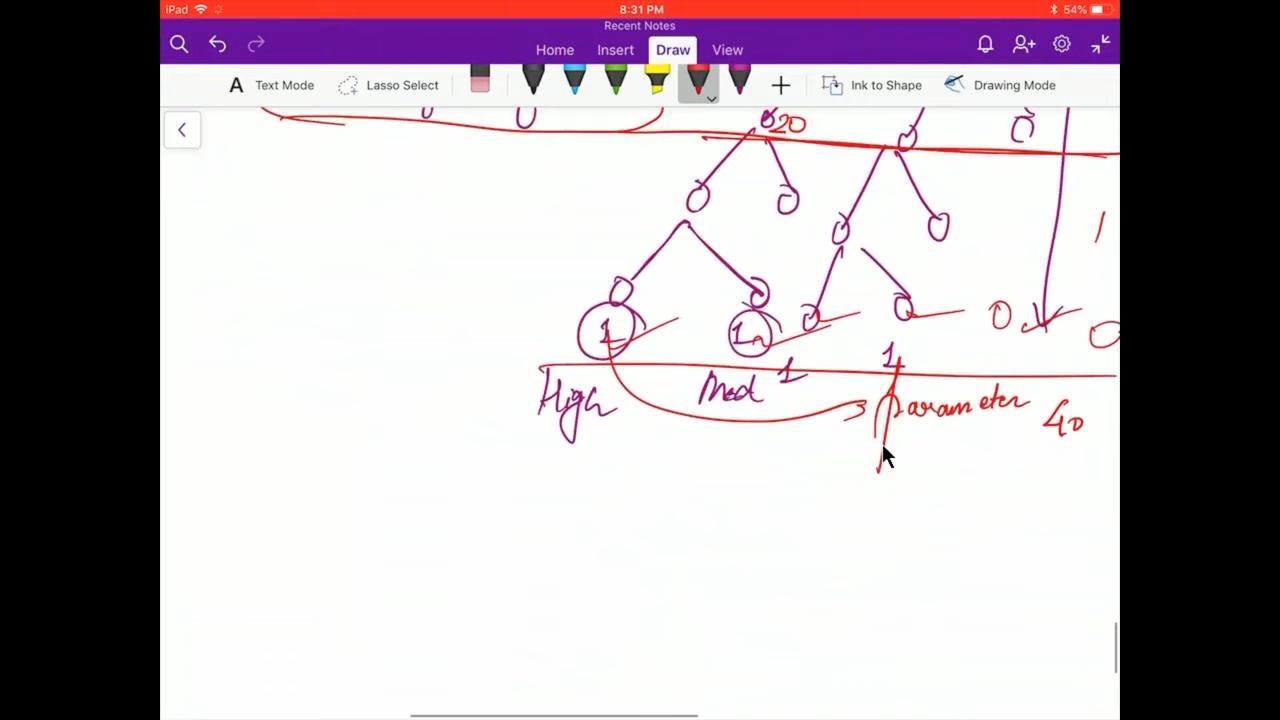 iPad 8:31 PM 54%
Recent Notes
Home Insert Draw View
A Text Mode Lasso Select Ink to Shape Drawing Mode
20
1 1
1 1
High Med Parameter 40